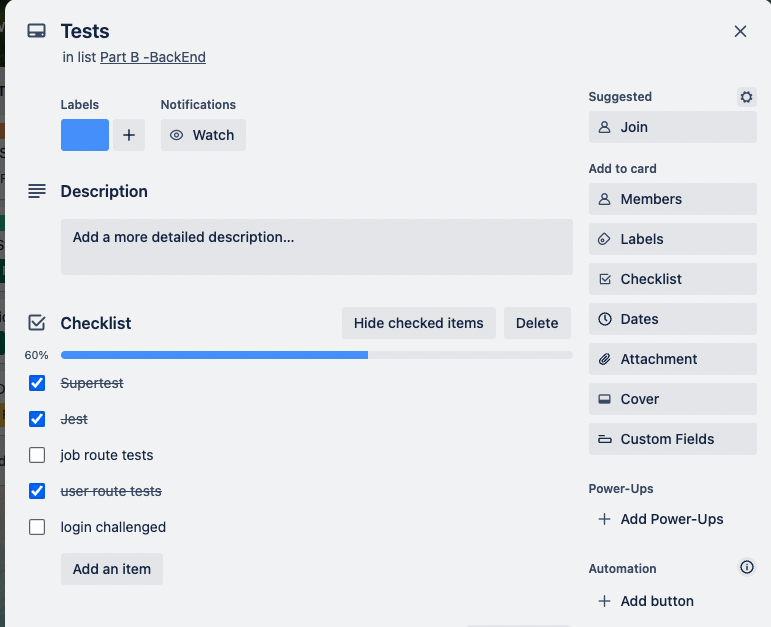 Tests
in list Part B -BackEnd
Labels
Notifications
Watch
Description
Add a more detailed description...
Checklist
Hide checked items
Delete
60%
Supertest
Jest
job route tests
user route tests
login challenged
Add an item
Suggested
Join
Add to card
Members
Labels
Checklist
Dates
Attachment
Cover
Custom Fields
Power-Ups
Add Power-Ups
Automation
Add button